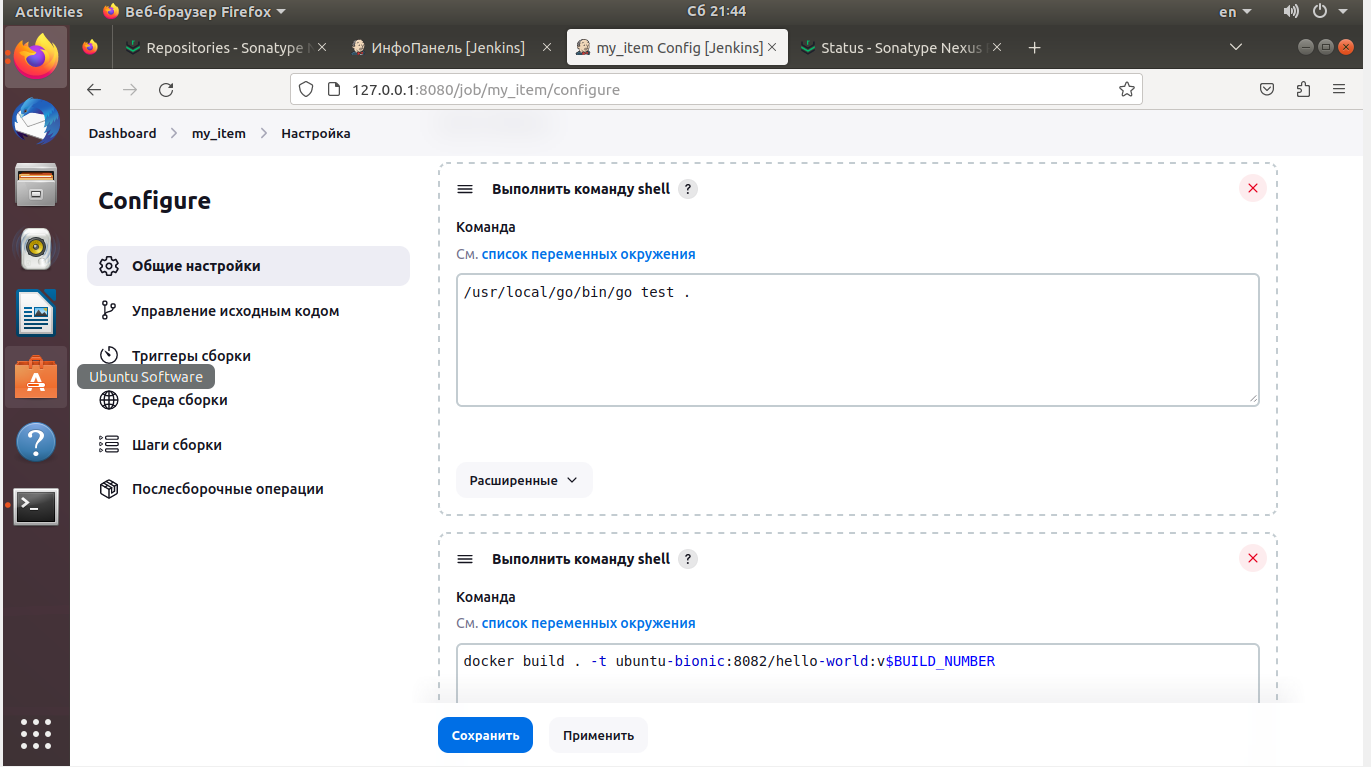 Activities Веб-браузер Firefox Сб 21:44 en
Repositories - Sonatype N ИнфоПанель [Jenkins] my_item Config [Jenkins] Status - Sonatype Nexus
127.0.0.1:8080/job/my_item/configure
Dashboard my_item Настройка
Configure
Общие настройки
Управление исходным кодом
Триггеры сборки
Ubuntu Software
Среда сборки
Шаги сборки
Послесборочные операции
Выполнить команду shell ?
Команда
См. список переменных окружения
/usr/local/go/bin/go test .
Расширенные
Выполнить команду shell ?
Команда
См. список переменных окружения
docker build . -t ubuntu-bionic:8082/hello-world:v$BUILD_NUMBER
Сохранить Применить